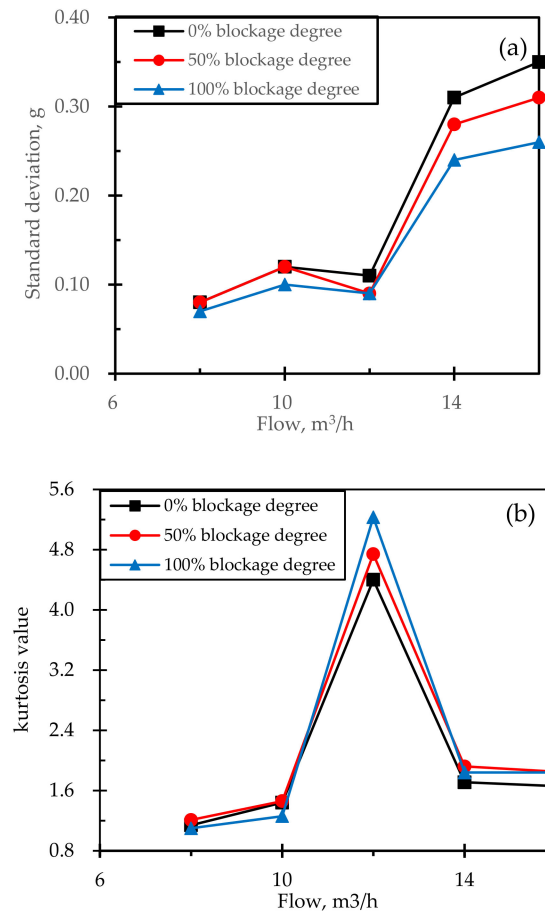 0.40
0% blockage degree
(a)
50% blockage degree
100% blockage degree
0.30
0.20
0.10
0.00
Standard deviation, g
6
10
14
Flow, m³/h
5.6
0% blockage degree
(b)
50% blockage degree
100% blockage degree
4.8
4.0
3.2
2.4
1.6
0.8
kurtosis value
6
10
14
Flow, m3/h